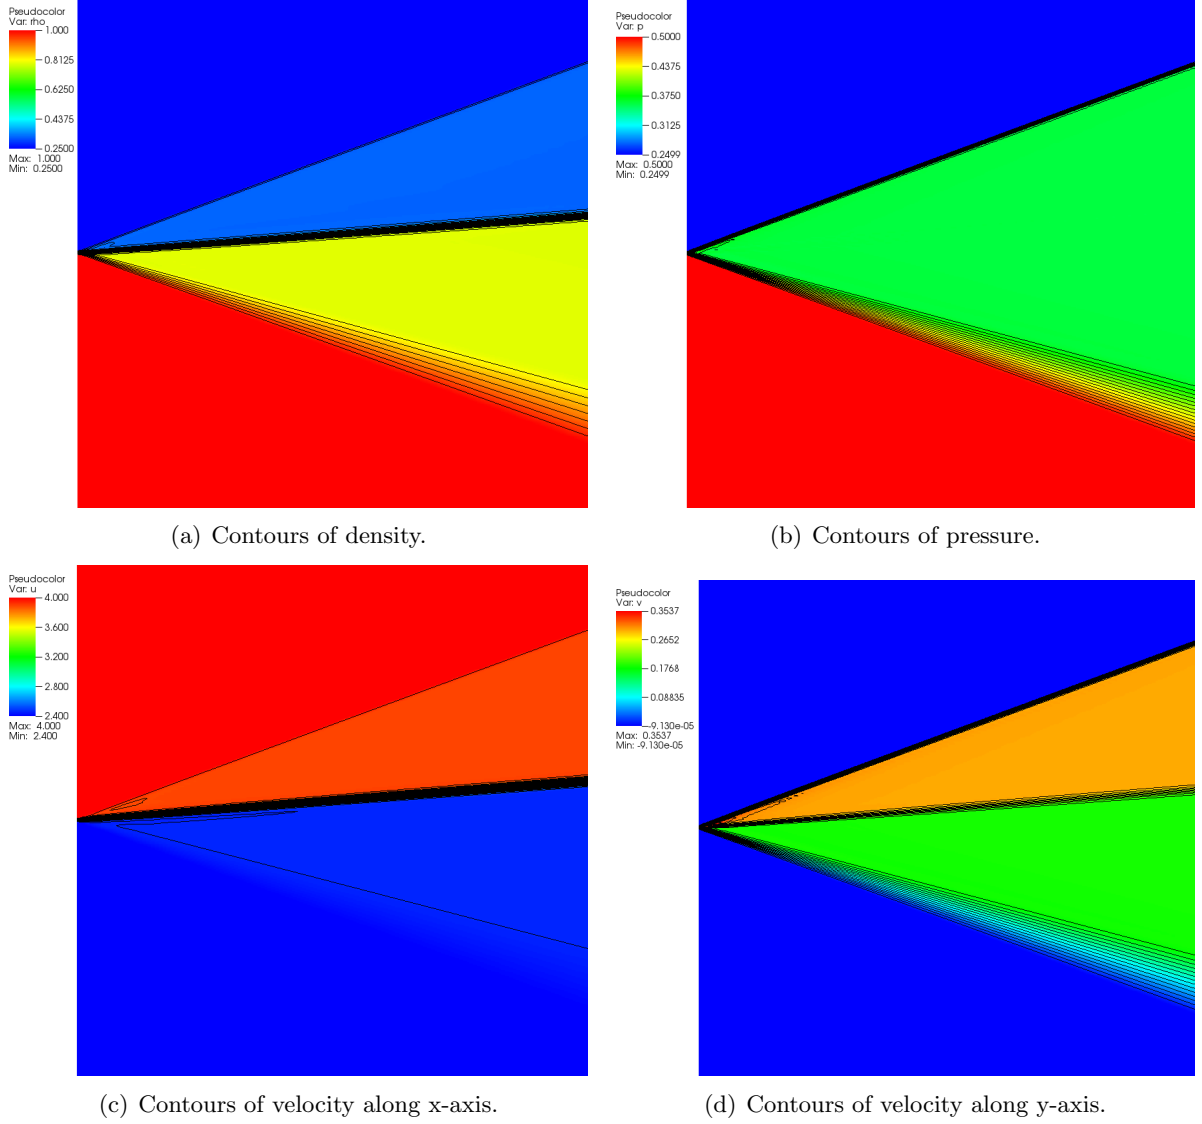 Pseudocolor
Var: rho
1.000
0.8125
0.6250
0.4375
0.2500
Max: 1.000
Min: 0.2500
Pseudocolor
Var: p
0.5000
0.4375
0.3750
0.3125
0.2499
Max: 0.5000
Min: 0.2499
(a) Contours of density.
(b) Contours of pressure.
Pseudocolor
Var: u
4.000
3.600
3.200
2.800
2.400
Max: 4.000
Min: 2.400
Pseudocolor
Var: v
0.3537
0.2652
0.1768
0.08835
-9.130e-05
Max: 0.3537
Min: -9.130e-05
(c) Contours of velocity along x-axis.
(d) Contours of velocity along y-axis.